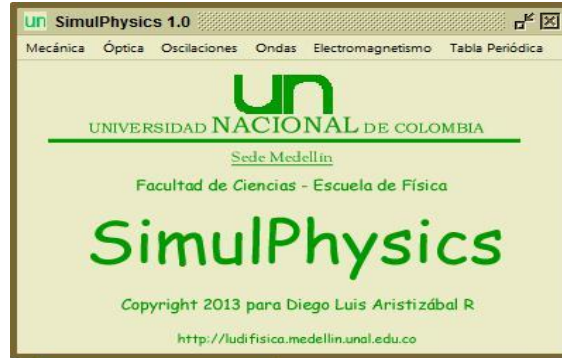 un SimulPhysics 1.0
Mecánica Óptica Oscilaciones Ondas Electromagnetismo Tabla Periódica
un
UNIVERSIDAD NACIONAL DE COLOMBIA
Sede Medellín
Facultad de Ciencias - Escuela de Física
SimulPhysics
Copyright 2013 para Diego Luis Aristizábal R
http://ludifisica.medellin.unal.edu.co